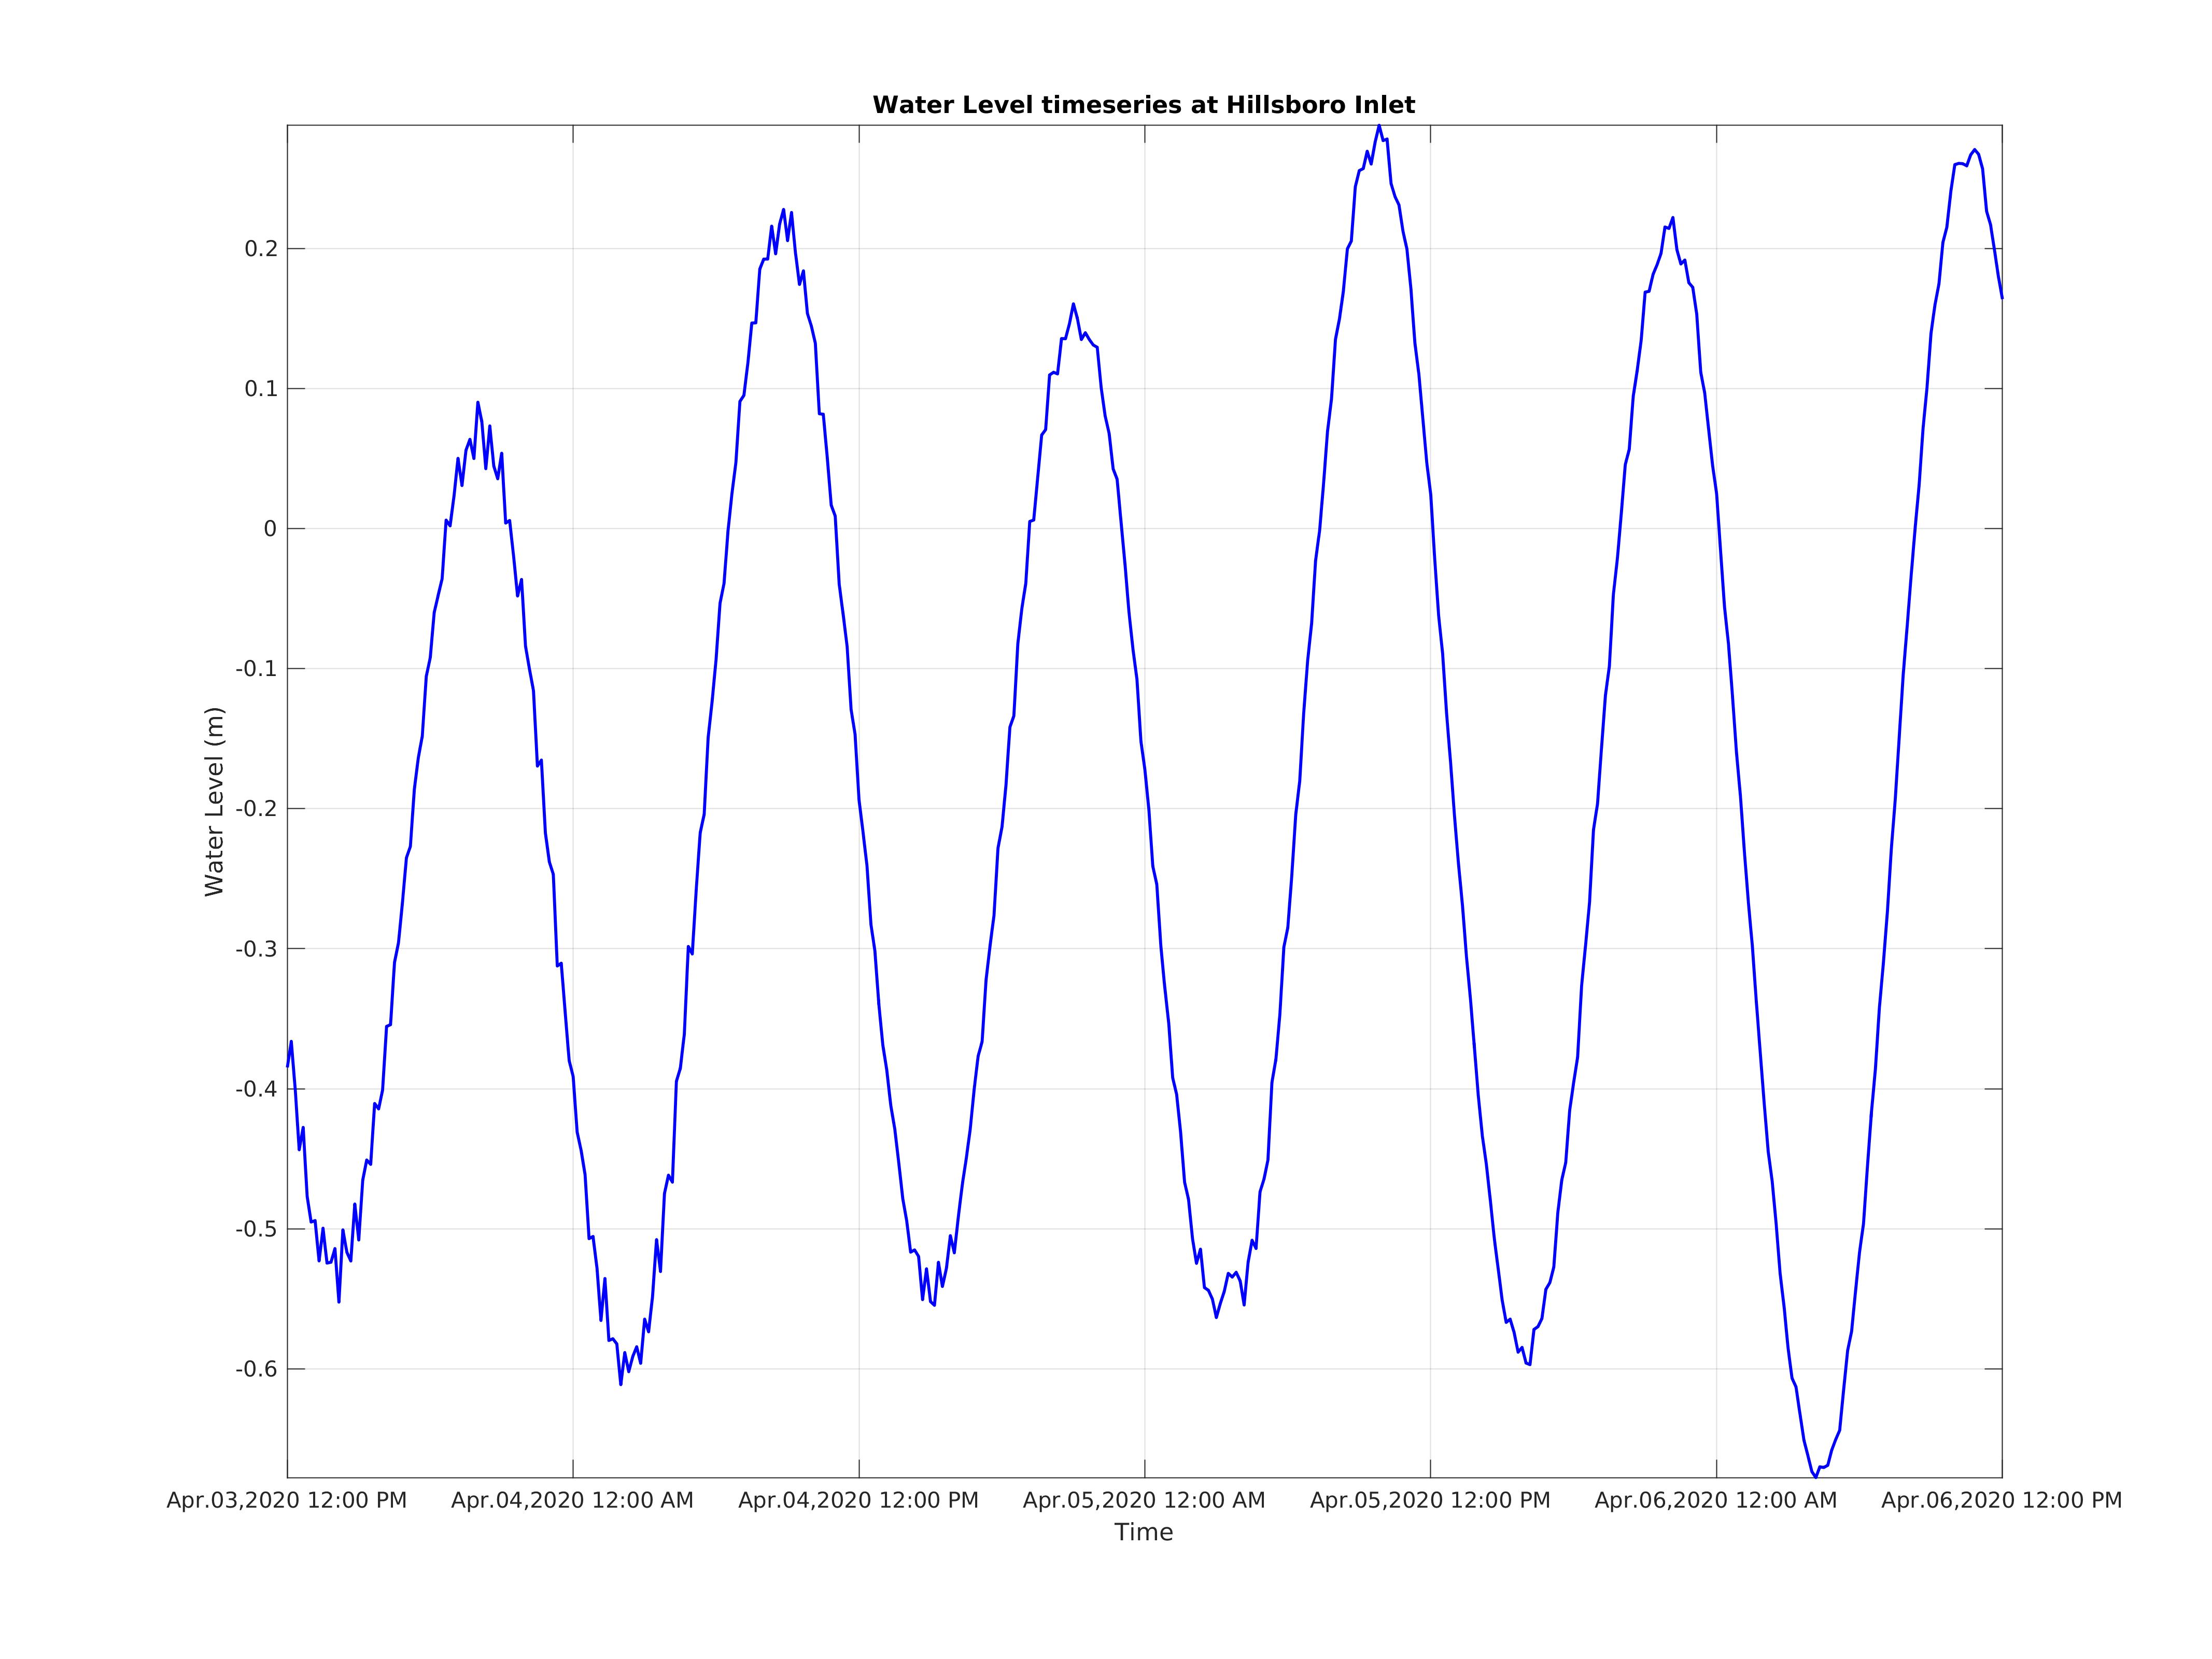 Water Level timeseries at Hillsboro Inlet
0.2
0.1
0
-0.1
-0.2
-0.3
-0.4
-0.5
-0.6
Water Level (m)
Apr.03,2020 12:00 PM
Apr.04,2020 12:00 AM
Apr.04,2020 12:00 PM
Apr.05,2020 12:00 AM
Apr.05,2020 12:00 PM
Apr.06,2020 12:00 AM
Apr.06,2020 12:00 PM
Time